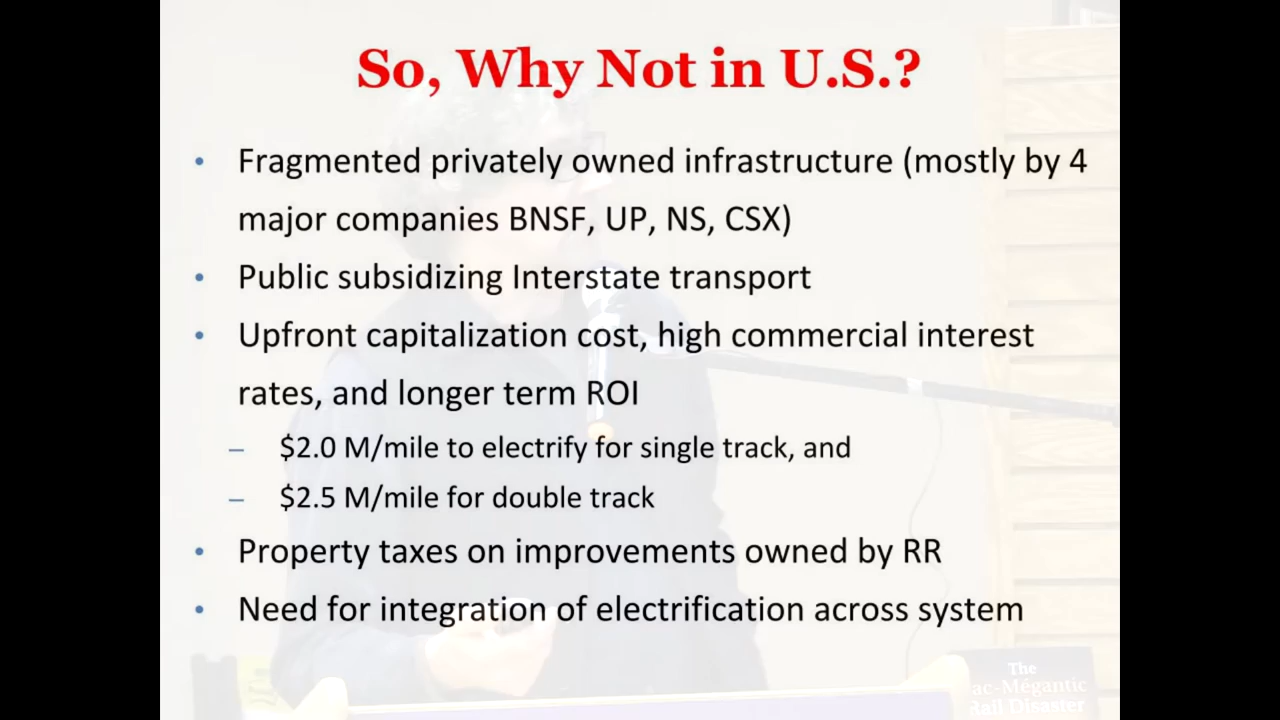 So, Why Not in U.S.?
• Fragmented privately owned infrastructure (mostly by 4
major companies BNSF, UP, NS, CSX)
• Public subsidizing Interstate transport
• Upfront capitalization cost, high commercial interest
rates, and longer term ROI
– $2.0 M/mile to electrify for single track, and
– $2.5 M/mile for double track
• Property taxes on improvements owned by RR
• Need for integration of electrification across system
The
ac-Mégantic
Rail Disaster